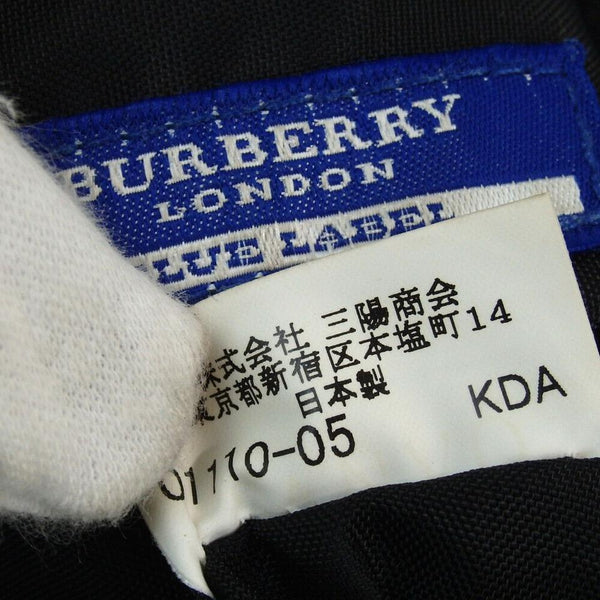 BURBERRY
LONDON
BLUE LABEL
株式会社 三陽商会
東京都新宿区本塩町14
日本製
KDA
01110-05